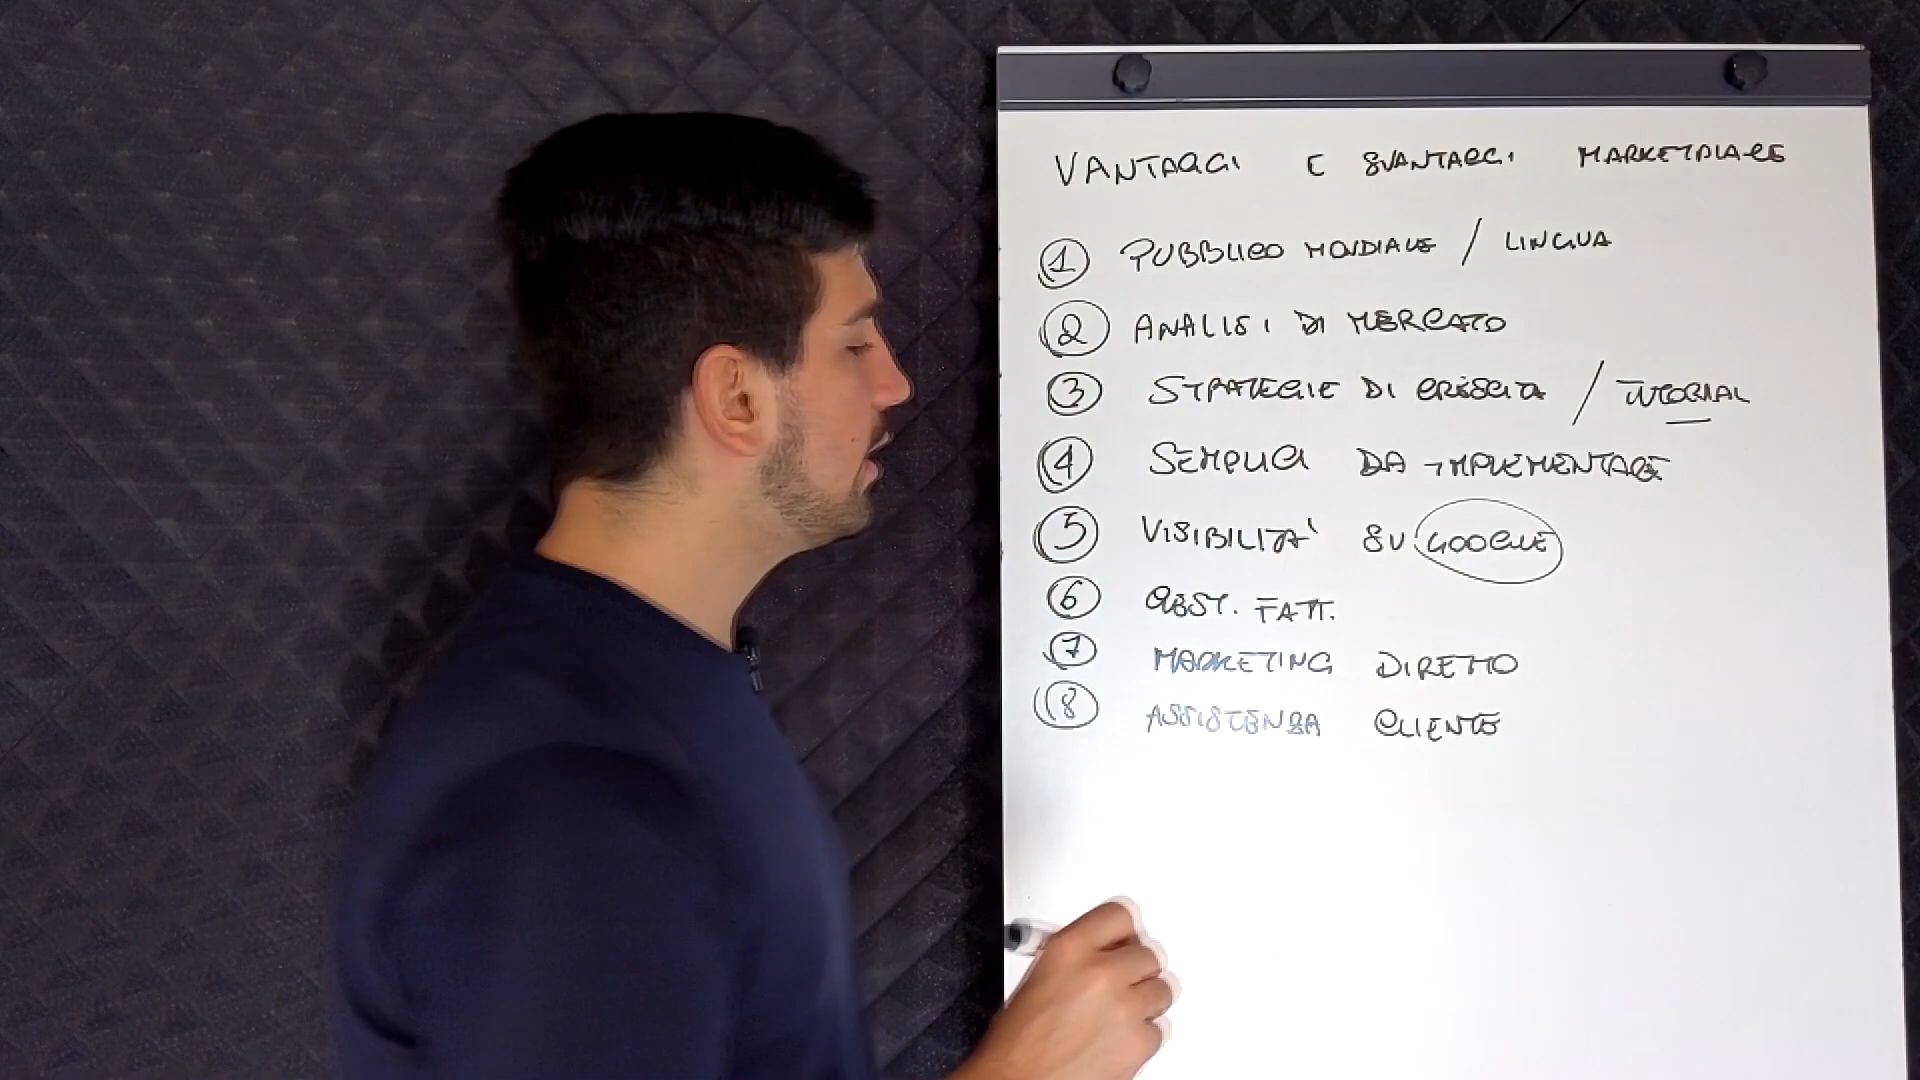 VANTAGGI E SVANTAGGI MARKETPLACE
1 PUBBLICO MONDIALE / LINGUA
2 ANALISI DI MERCATO
3 STRATEGIE DI CRESCITA / TUTORIAL
4 SEMPLICI DA IMPLEMENTARE
5 VISIBILITA' SU GOOGLE
6 GEST. FATT.
7 MARKETING DIRETTO
8 ASSISTENZA CLIENTE